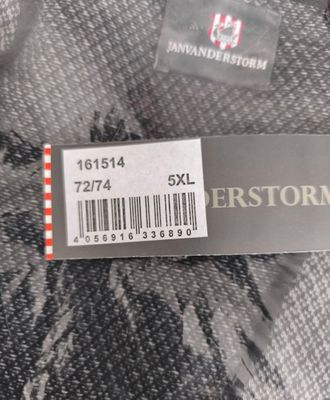 JANVANDERSTORM
161514
72/74 5XL
DERSTORM
4 056916 336890